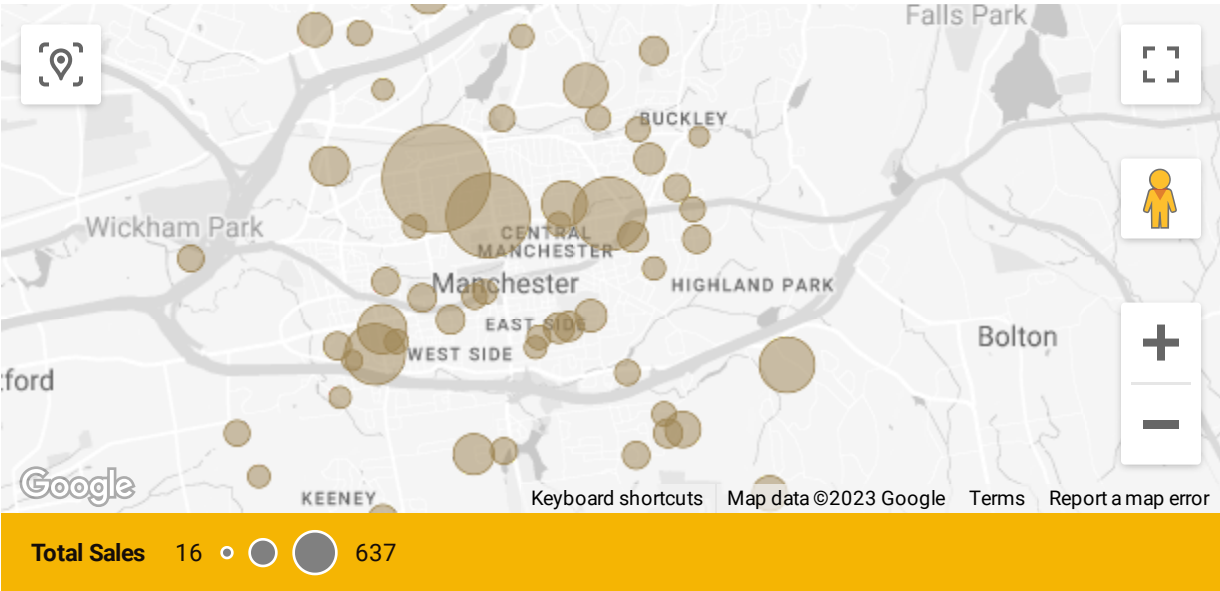 Falls Park
BUCKLEY
Wickham Park
CENTRAL
MANCHESTER
Manchester
HIGHLAND PARK
EAST SIDE
Bolton
WEST SIDE
tford
Google
KEENEY
Keyboard shortcuts Map data ©2023 Google Terms Report a map error
Total Sales 16 637